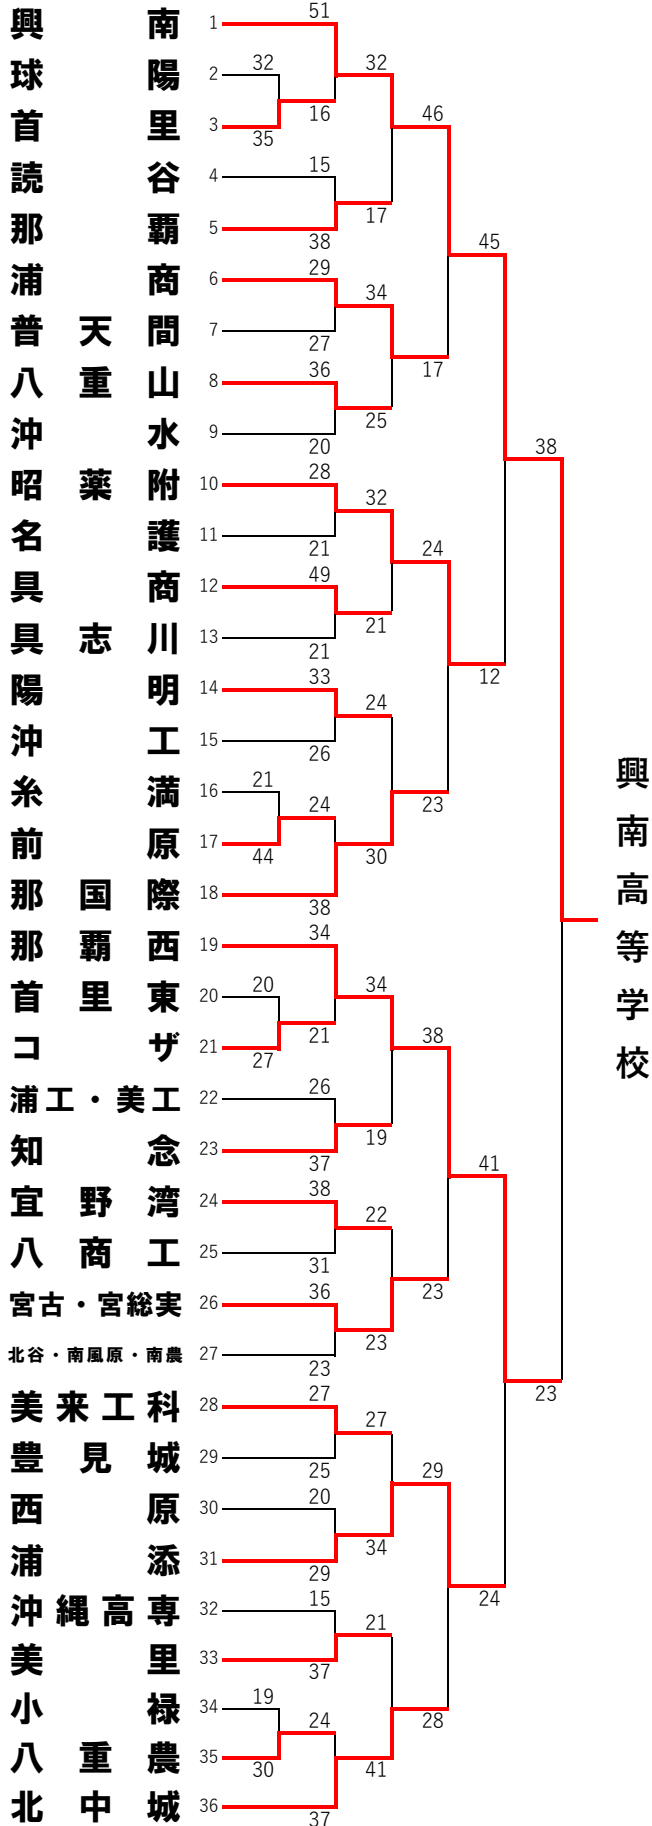 興南 1 51
球陽 2 32 32
首里 3 35 16 46
読谷 4 15
那覇 5 38 17 45
浦商 6 29
普天間 7 27 34
八重山 8 36 17
沖水 9 20 25 38
昭薬附 10 28
名護 11 21 32 24
具商 12 49
具志川 13 21 21 12
陽明 14 33
沖工 15 26 24
糸満 16 21 24 23
前原 17 44 30
那国際 18 38
那覇西 19 34
首里東 20 20 34
コザ 21 27 21 38
浦工・美工 22 26
知念 23 37 19 41
宜野湾 24 38
八商工 25 31 22
宮古・宮総実 26 36 23
北谷・南風原・南農 27 23 23 23
美来工科 28 27
豊見城 29 25 27 29
西原 30 20
浦添 31 29 34 24
沖縄高専 32 15
美里 33 37 21
小禄 34 19 24 28
八重農 35 30 41
北中城 36 37
興南高等学校